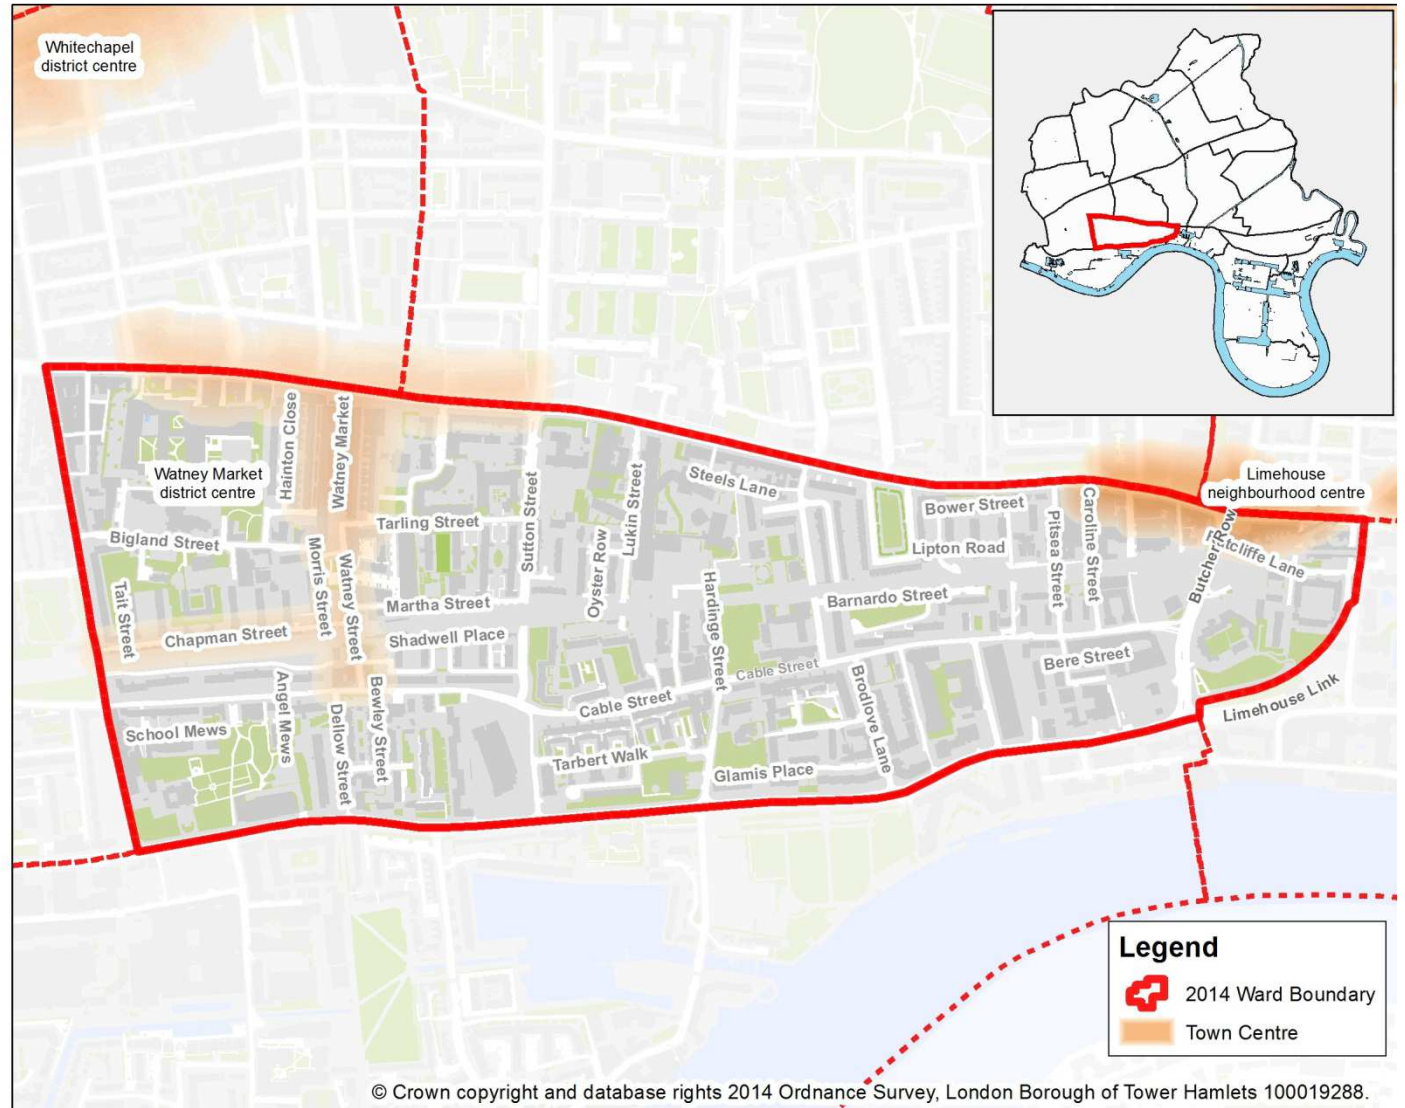 Whitechapel
district centre
Hainton Close
Watney Market
Watney Market
district centre
Steels Lane
Limehouse
neighbourhood centre
Sutton Street
Lukin Street
Bower Street
Caroline Street
Tarling Street
Pitsea Street
Butcher Row
Ratcliffe Lane
Bigland Street
Morris Street
Watney Street
Oyster Row
Lipton Road
Tait Street
Martha Street
Hardinge Street
Barnardo Street
Chapman Street
Shadwell Place
Cable Street
Bere Street
Angel Mews
Bewley Street
Cable Street
Brodlove Lane
Limehouse Link
School Mews
Dellow Street
Tarbert Walk
Glamis Place
Legend
2014 Ward Boundary
Town Centre
© Crown copyright and database rights 2014 Ordnance Survey, London Borough of Tower Hamlets 100019288.